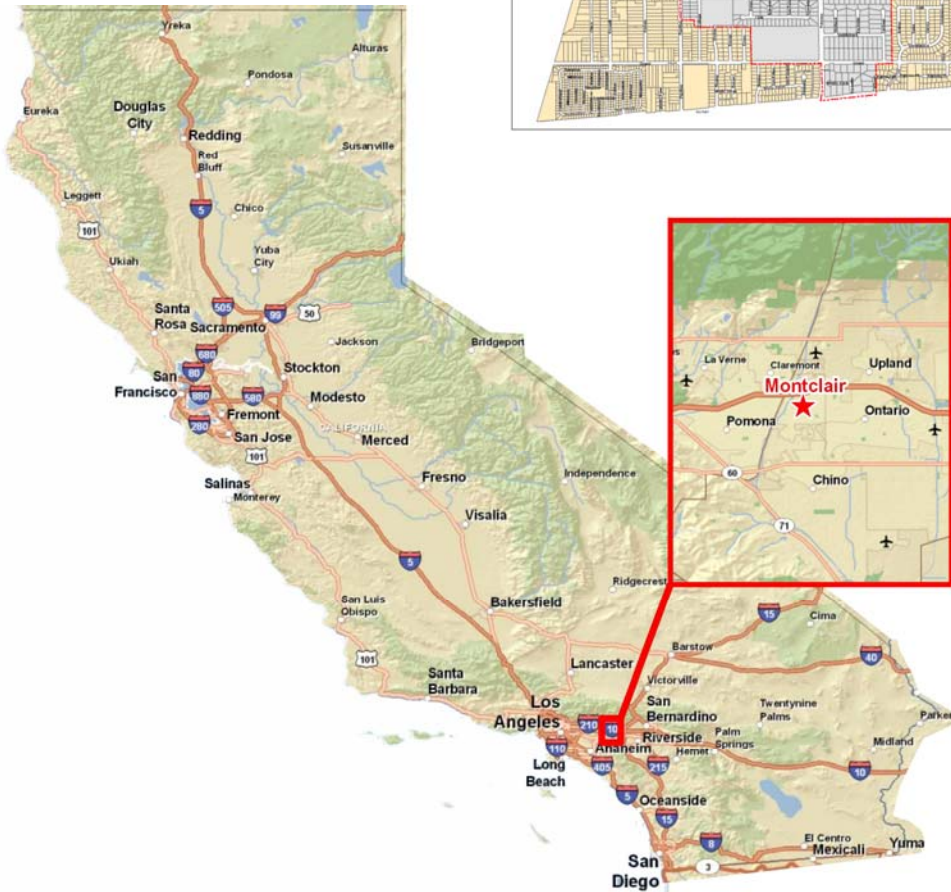 Yreka
Alturas
Pondosa
Eureka
Douglas
City
Redding
Susanville
Red
Bluff
Leggett
5
Chico
101
Yuba
City
Ukiah
Santa
Rosa
505
99
50
Sacramento
680
Jackson
Bridgeport
80
San
Francisco
Stockton
880
580
Modesto
Fremont
CALIFORNIA
280
San Jose
Merced
101
Salinas
Monterey
Fresno
Independence
Visalia
5
Ridgecrest
San Luis
Obispo
Bakersfield
15
Cima
101
Barstow
Lancaster
40
Santa
Barbara
Victorville
Los
Angeles
210
10
San
Bernardino
Twentynine
Palms
Parker
110
Anaheim
Riverside
Palm
Springs
Hemet
Midland
Long
Beach
405
215
10
5
Oceanside
15
El Centro
8
Mexicali
Yuma
San
Diego
3
La Verne
Claremont
Upland
Montclair
Pomona
Ontario
60
Chino
71